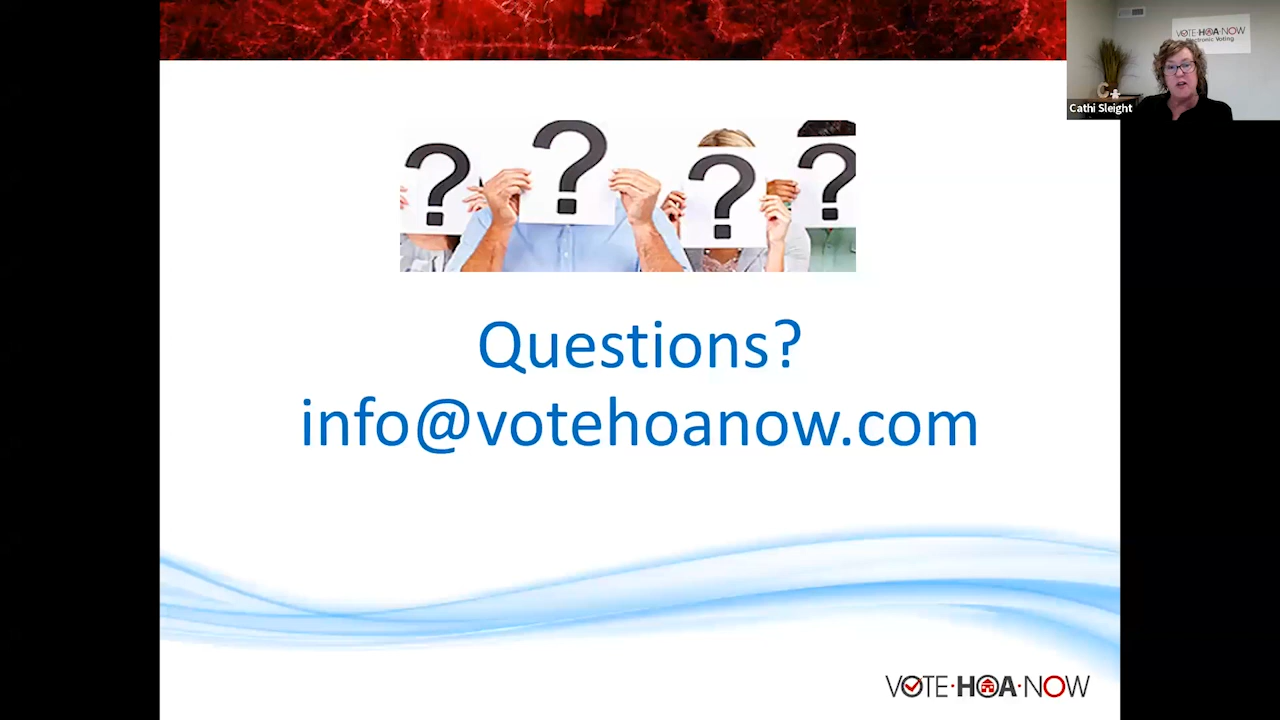 VOTE·HOA·NOW
Electronic Voting
Cathi Sleight
? ? ? ?
Questions?
info@votehoanow.com
VOTE·HOA·NOW